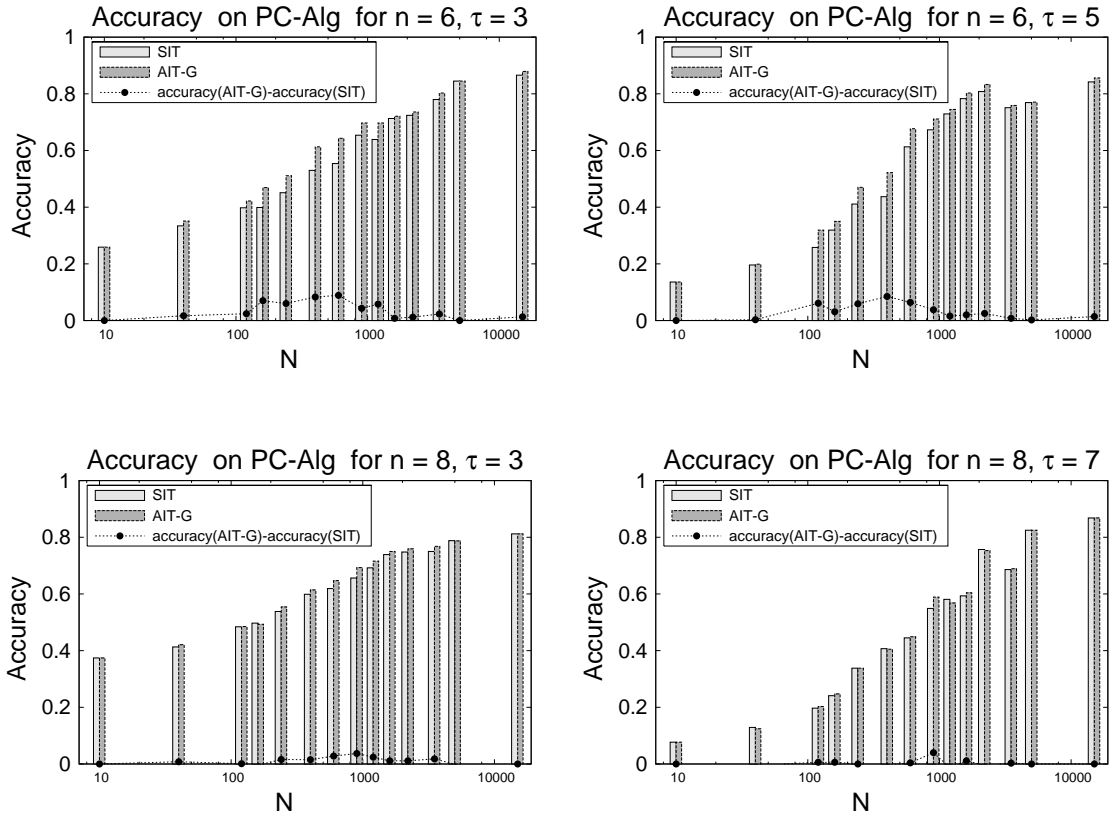 Accuracy on PC-Alg for n = 6, τ = 3
1
0.8
0.6
0.4
0.2
0
Accuracy
SIT
AIT-G
accuracy(AIT-G)-accuracy(SIT)
10 100 1000 10000
N
Accuracy on PC-Alg for n = 6, τ = 5
1
0.8
0.6
0.4
0.2
0
Accuracy
SIT
AIT-G
accuracy(AIT-G)-accuracy(SIT)
10 100 1000 10000
N
Accuracy on PC-Alg for n = 8, τ = 3
1
0.8
0.6
0.4
0.2
0
Accuracy
SIT
AIT-G
accuracy(AIT-G)-accuracy(SIT)
10 100 1000 10000
N
Accuracy on PC-Alg for n = 8, τ = 7
1
0.8
0.6
0.4
0.2
0
Accuracy
SIT
AIT-G
accuracy(AIT-G)-accuracy(SIT)
10 100 1000 10000
N